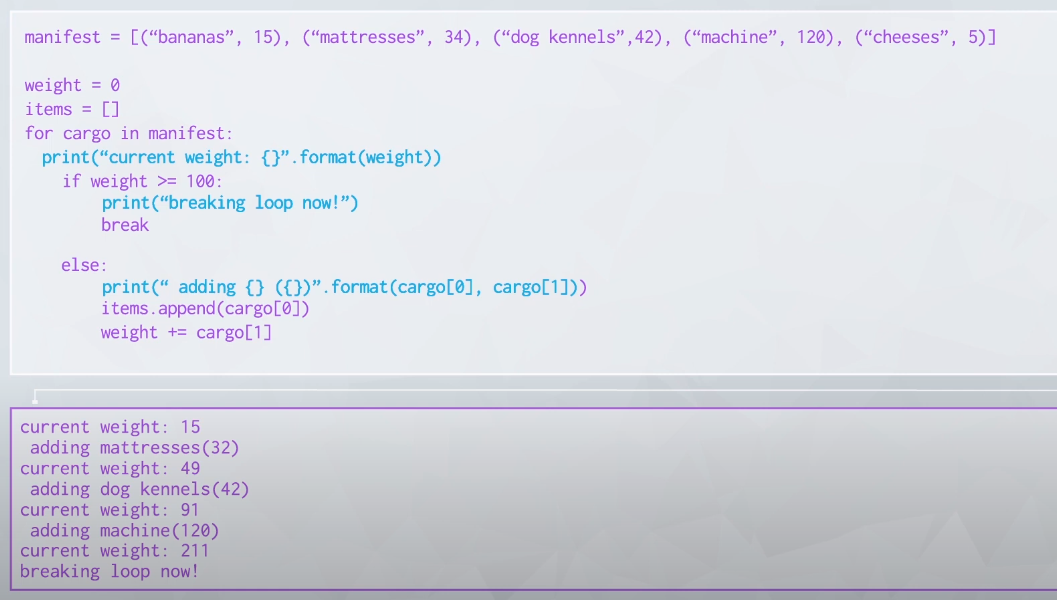 manifest = [(“bananas”, 15), (“mattresses”, 34), (“dog kennels”,42), (“machine”, 120), (“cheeses”, 5)]
weight = 0
items = []
for cargo in manifest:
print(“current weight: {}”.format(weight))
if weight >= 100:
print(“breaking loop now!”)
break
else:
print(“ adding {} ({})”.format(cargo[0], cargo[1]))
items.append(cargo[0])
weight += cargo[1]
current weight: 15
adding mattresses(32)
current weight: 49
adding dog kennels(42)
current weight: 91
adding machine(120)
current weight: 211
breaking loop now!